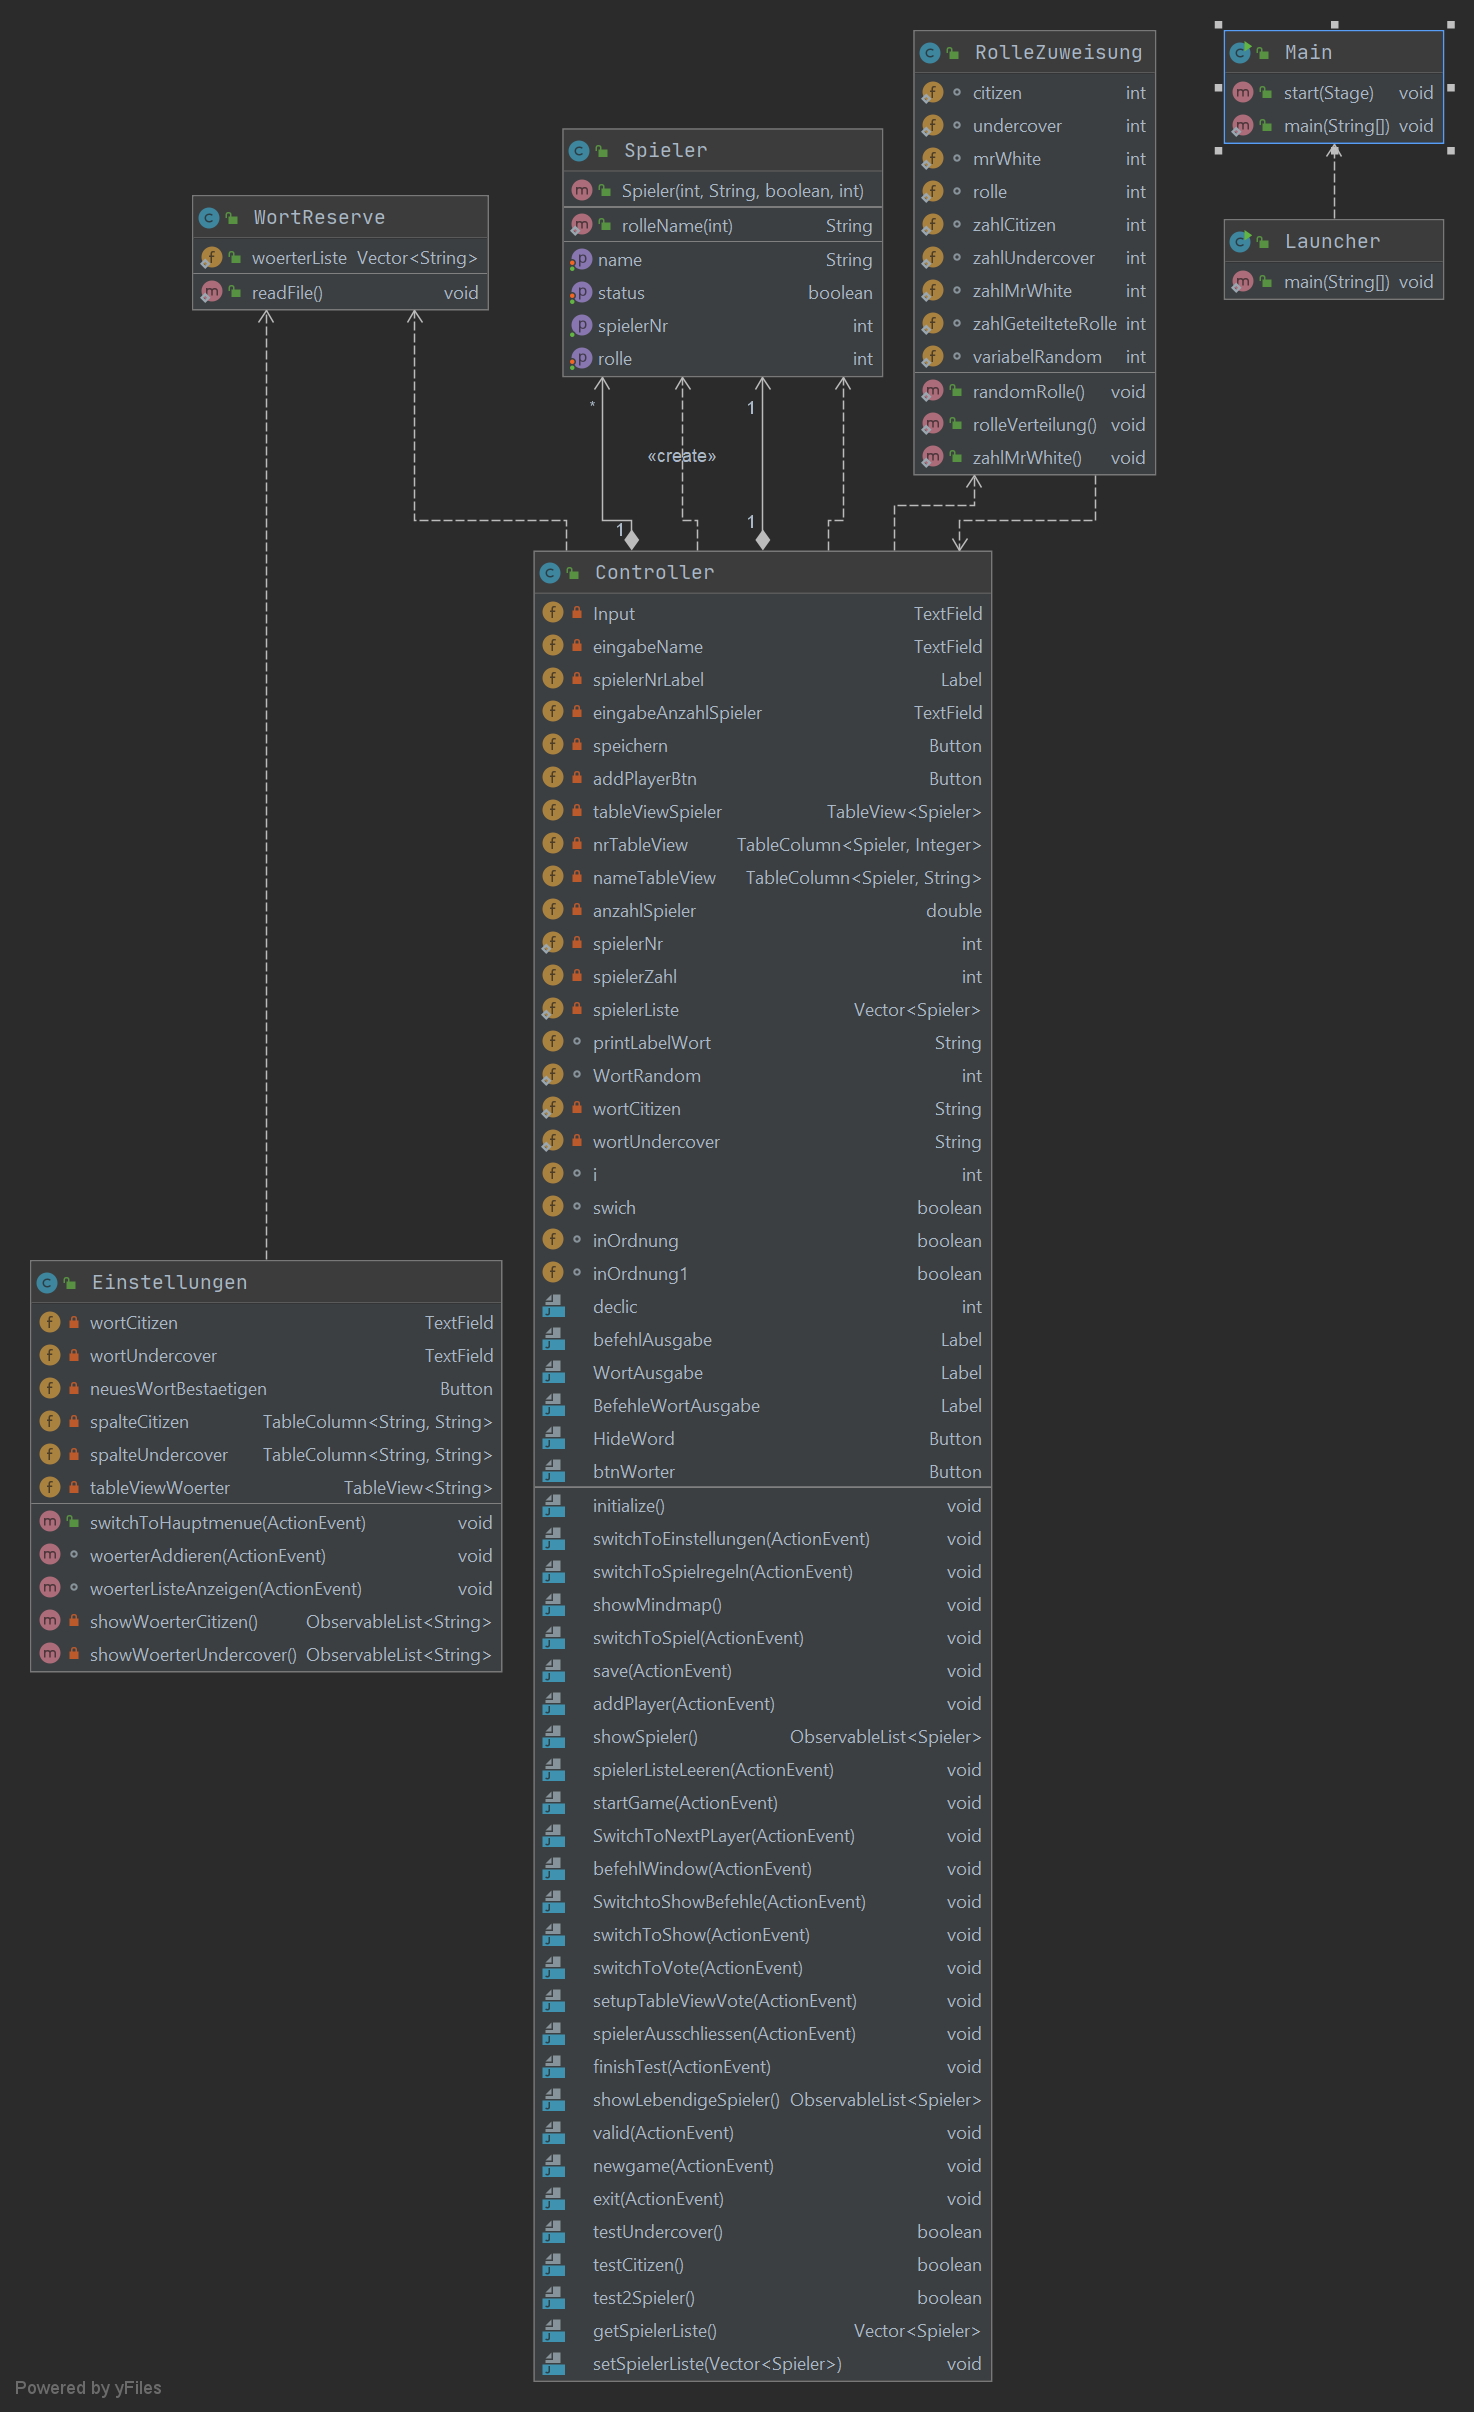 RolleZuweisung
citizen int
undercover int
mrWhite int
rolle int
zahlCitizen int
zahlUndercover int
zahlMrWhite int
zahlGeteilteteRolle int
variabelRandom int
randomRolle() void
rolleVerteilung() void
zahlMrWhite() void
Main
start(Stage) void
main(String[]) void
Launcher
main(String[]) void
Spieler
Spieler(int, String, boolean, int)
rolleName(int) String
name String
status boolean
spielerNr int
rolle int
WortReserve
woerterListe Vector<String>
readFile() void
* 1
«create»
1 1
Controller
Input TextField
eingabeName TextField
spielerNrLabel Label
eingabeAnzahlSpieler TextField
speichern Button
addPlayerBtn Button
tableViewSpieler TableView<Spieler>
nrTableView TableColumn<Spieler, Integer>
nameTableView TableColumn<Spieler, String>
anzahlSpieler double
spielerNr int
spielerZahl int
spielerListe Vector<Spieler>
printLabelWort String
WortRandom int
wortCitizen String
wortUndercover String
i int
swich boolean
inOrdnung boolean
inOrdnung1 boolean
declic int
befehlAusgabe Label
WortAusgabe Label
BefehleWortAusgabe Label
HideWord Button
btnWorter Button
initialize() void
switchToEinstellungen(ActionEvent) void
switchToSpielregeln(ActionEvent) void
showMindmap() void
switchToSpiel(ActionEvent) void
save(ActionEvent) void
addPlayer(ActionEvent) void
showSpieler() ObservableList<Spieler>
spielerListeLeeren(ActionEvent) void
startGame(ActionEvent) void
SwitchToNextPLayer(ActionEvent) void
befehlWindow(ActionEvent) void
SwitchtoShowBefehle(ActionEvent) void
switchToShow(ActionEvent) void
switchToVote(ActionEvent) void
setupTableViewVote(ActionEvent) void
spielerAusschliessen(ActionEvent) void
finishTest(ActionEvent) void
showLebendigeSpieler() ObservableList<Spieler>
valid(ActionEvent) void
newgame(ActionEvent) void
exit(ActionEvent) void
testUndercover() boolean
testCitizen() boolean
test2Spieler() boolean
getSpielerListe() Vector<Spieler>
setSpielerListe(Vector<Spieler>) void
Einstellungen
wortCitizen TextField
wortUndercover TextField
neuesWortBestaetigen Button
spalteCitizen TableColumn<String, String>
spalteUndercover TableColumn<String, String>
tableViewWoerter TableView<String>
switchToHauptmenue(ActionEvent) void
woerterAddieren(ActionEvent) void
woerterListeAnzeigen(ActionEvent) void
showWoerterCitizen() ObservableList<String>
showWoerterUndercover() ObservableList<String>
Powered by yFiles